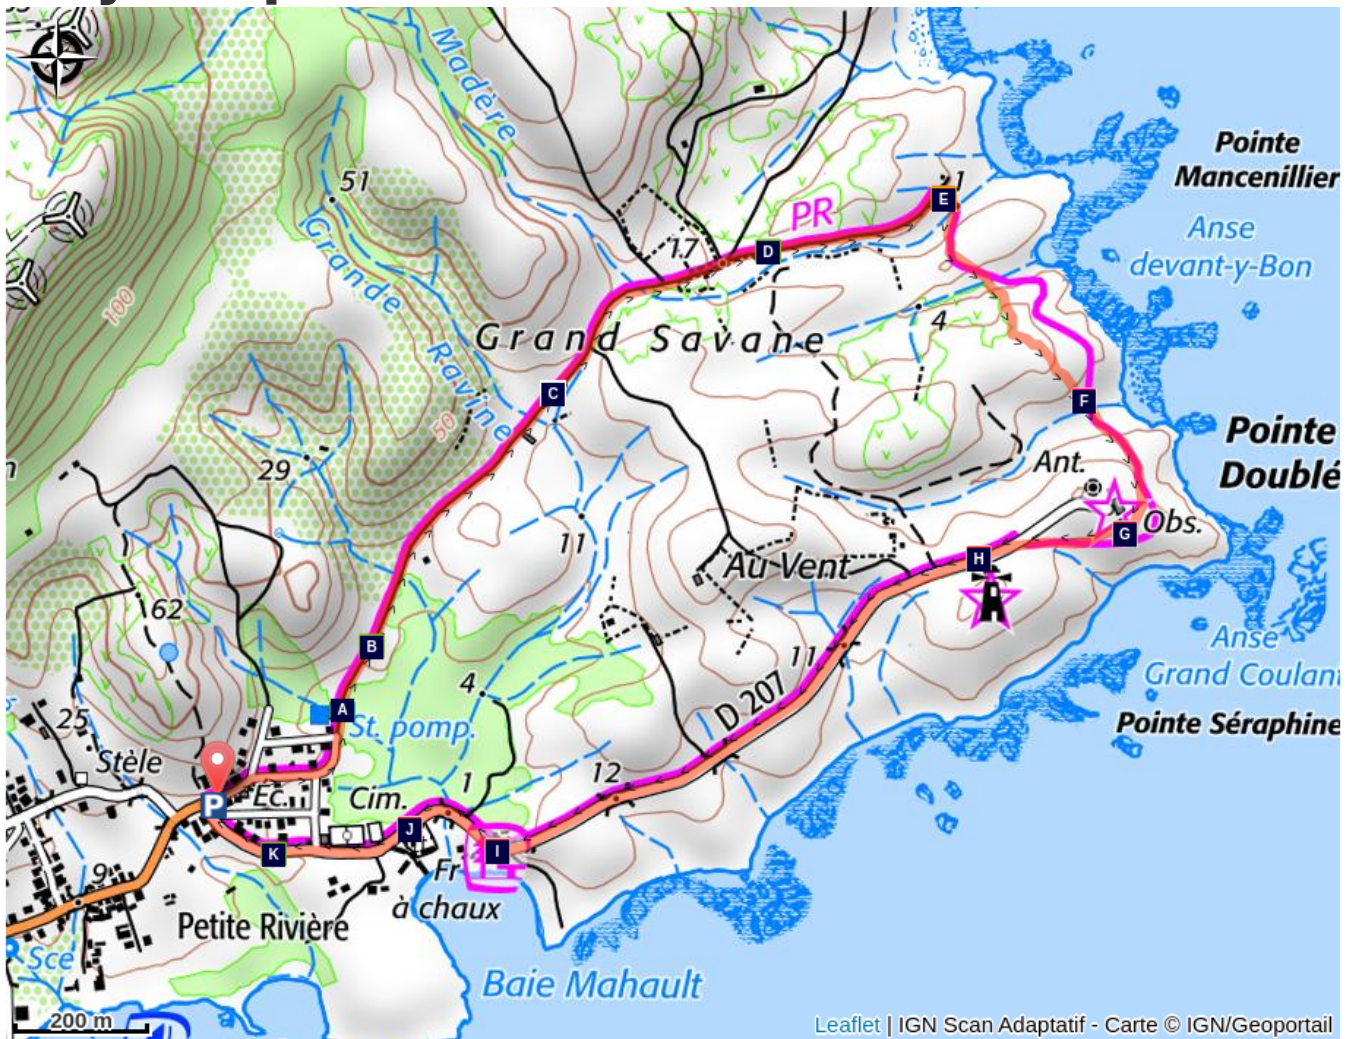 Madère
51
Pointe
Mancenillier
1
E
PR
Anse
devant-y-Bon
Grande
17
D
100
4
Grand Savane
Ravine
C
F
50
Pointe
Doublé
29
Ant.
11
G
Obs.
H
Au Vent
62
Anse
Grand Coulant
B
11
4
D 207
A
25
St. pomp.
Pointe Séraphine
Stèle
12
1
P
Ec.
Cim.
J
K
I
9
Fr
à chaux
Petite Rivière
Sce
Baie Mahault
200 m
Leaflet | IGN Scan Adaptatif - Carte © IGN/Geoportail